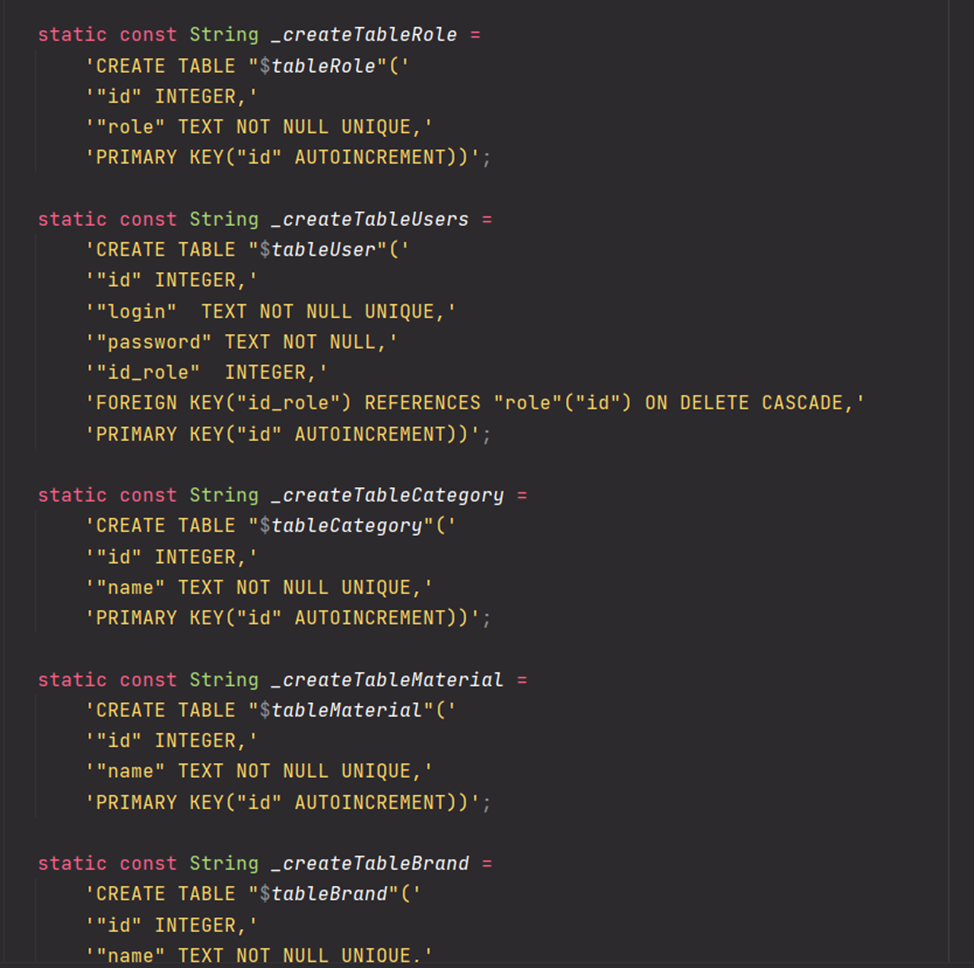 static const String _createTableRole =
'CREATE TABLE "$tableRole"('
'"id" INTEGER,'
'"role" TEXT NOT NULL UNIQUE,'
'PRIMARY KEY("id" AUTOINCREMENT))';
static const String _createTableUsers =
'CREATE TABLE "$tableUser"('
'"id" INTEGER,'
'"login"  TEXT NOT NULL UNIQUE,'
'"password" TEXT NOT NULL,'
'"id_role"  INTEGER,'
'FOREIGN KEY("id_role") REFERENCES "role"("id") ON DELETE CASCADE,'
'PRIMARY KEY("id" AUTOINCREMENT))';
static const String _createTableCategory =
'CREATE TABLE "$tableCategory"('
'"id" INTEGER,'
'"name" TEXT NOT NULL UNIQUE,'
'PRIMARY KEY("id" AUTOINCREMENT))';
static const String _createTableMaterial =
'CREATE TABLE "$tableMaterial"('
'"id" INTEGER,'
'"name" TEXT NOT NULL UNIQUE,'
'PRIMARY KEY("id" AUTOINCREMENT))';
static const String _createTableBrand =
'CREATE TABLE "$tableBrand"('
'"id" INTEGER,'
'"name" TEXT NOT NULL UNIQUE,'